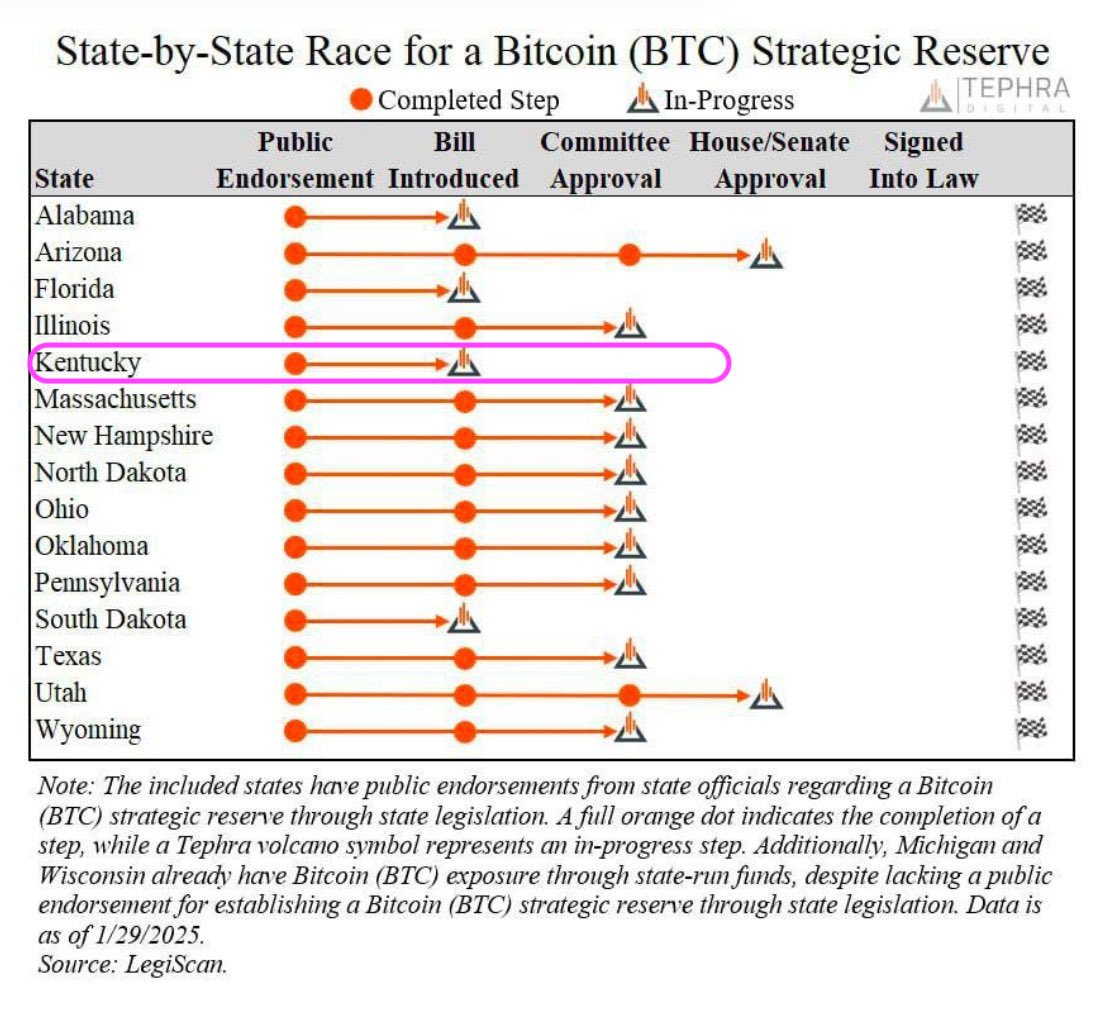 State-by-State Race for a Bitcoin (BTC) Strategic Reserve
Completed Step In-Progress
TEPHRA
DIGITAL
Public Bill Committee House/Senate Signed
State Endorsement Introduced Approval Approval Into Law
Alabama
Arizona
Florida
Illinois
Kentucky
Massachusetts
New Hampshire
North Dakota
Ohio
Oklahoma
Pennsylvania
South Dakota
Texas
Utah
Wyoming
Note: The included states have public endorsements from state officials regarding a Bitcoin
(BTC) strategic reserve through state legislation. A full orange dot indicates the completion of a
step, while a Tephra volcano symbol represents an in-progress step. Additionally, Michigan and
Wisconsin already have Bitcoin (BTC) exposure through state-run funds, despite lacking a public
endorsement for establishing a Bitcoin (BTC) strategic reserve through state legislation. Data is
as of 1/29/2025.
Source: LegiScan.